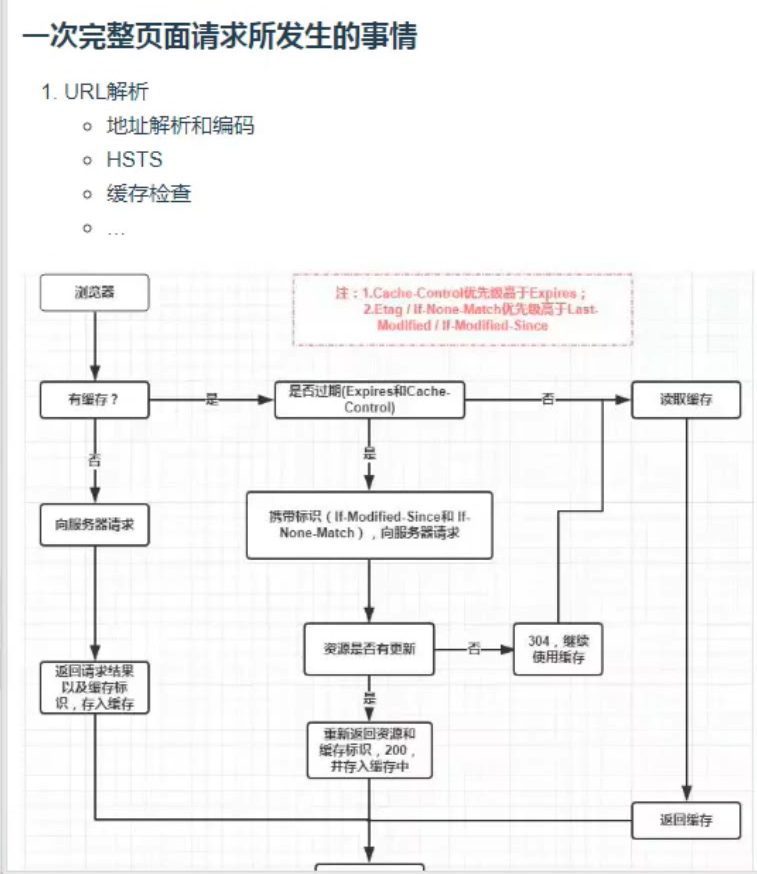 一次完整页面请求所发生的事情
1. URL解析
地址解析和编码
HSTS
缓存检查
...
浏览器
注：1.Cache-Control优先级高于Expires；
2.Etag / If-None-Match优先级高于Last-
Modified / If-Modified-Since
有缓存？
是
是否过期(Expires和Cache-
Control)
否
读取缓存
否
是
向服务器请求
携带标识（If-Modified-Since和 If-
None-Match），向服务器请求
资源是否有更新
否
304，继续
使用缓存
返回请求结果
以及缓存标
识，存入缓存
是
重新返回资源和
缓存标识，200，
并存入缓存中
返回缓存